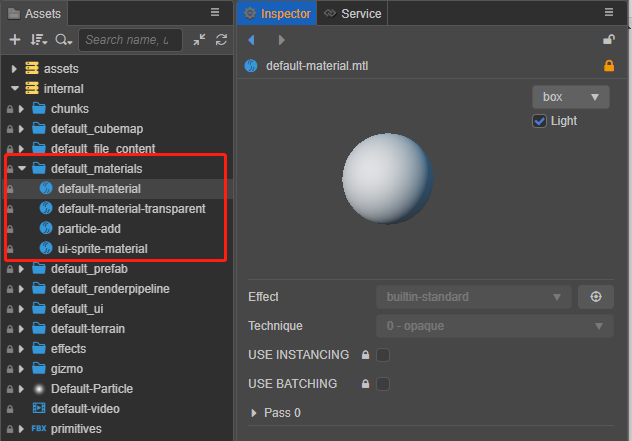 Assets
Search name, u
assets
internal
chunks
default_cubemap
default_file_content
default_materials
default-material
default-material-transparent
particle-add
ui-sprite-material
default_prefab
default_renderpipeline
default_ui
default-terrain
effects
gizmo
Default-Particle
default-video
FBX primitives
Inspector
Service
default-material.mtl
box
Light
Effect builtin-standard
Technique 0 - opaque
USE INSTANCING
USE BATCHING
Pass 0